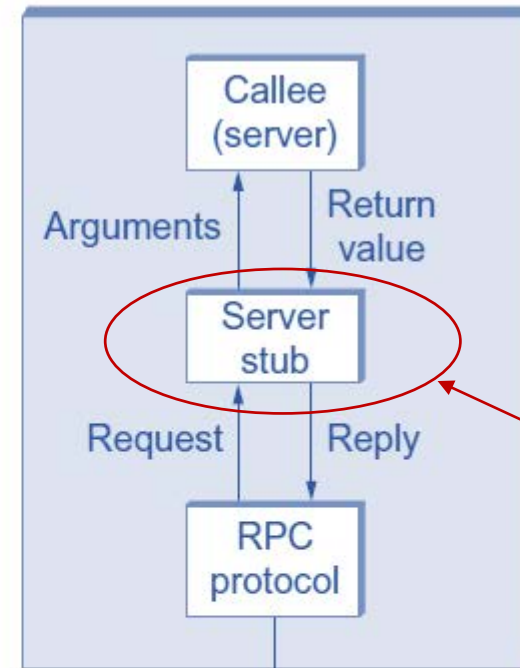 Callee
(server)
Arguments
Return
value
Server
stub
Request
Reply
RPC
protocol